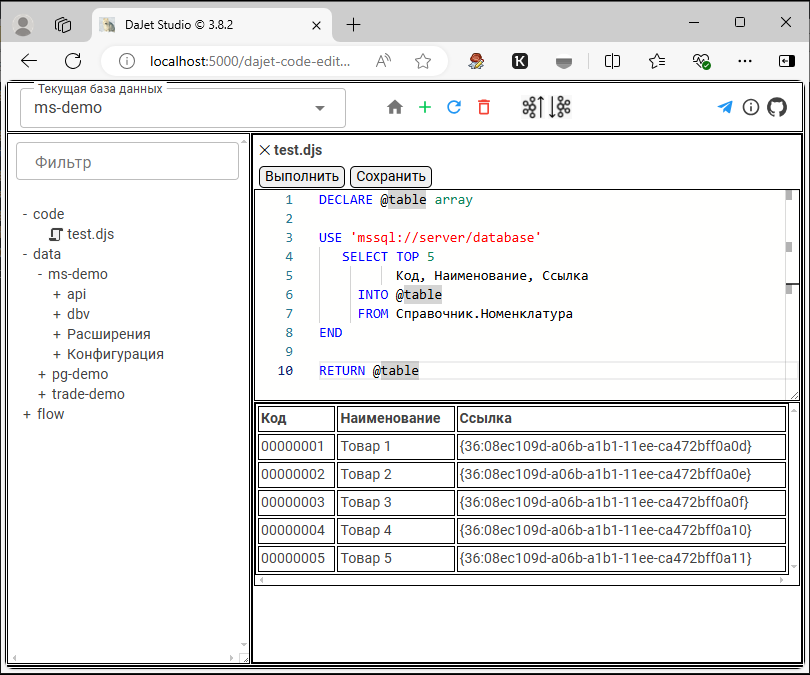 DaJet Studio © 3.8.2
localhost:5000/dajet-code-edit...
Текущая база данных
ms-demo
Фильтр
- code
test.djs
- data
- ms-demo
+ api
+ dbv
+ Расширения
+ Конфигурация
+ pg-demo
+ trade-demo
+ flow
test.djs
Выполнить Сохранить
1 DECLARE @table array
2
3 USE 'mssql://server/database'
4 SELECT TOP 5
5 Код, Наименование, Ссылка
6 INTO @table
7 FROM Справочник.Номенклатура
8 END
9
10 RETURN @table
Код Наименование Ссылка
00000001 Товар 1 {36:08ec109d-a06b-a1b1-11ee-ca472bff0a0d}
00000002 Товар 2 {36:08ec109d-a06b-a1b1-11ee-ca472bff0a0e}
00000003 Товар 3 {36:08ec109d-a06b-a1b1-11ee-ca472bff0a0f}
00000004 Товар 4 {36:08ec109d-a06b-a1b1-11ee-ca472bff0a10}
00000005 Товар 5 {36:08ec109d-a06b-a1b1-11ee-ca472bff0a11}